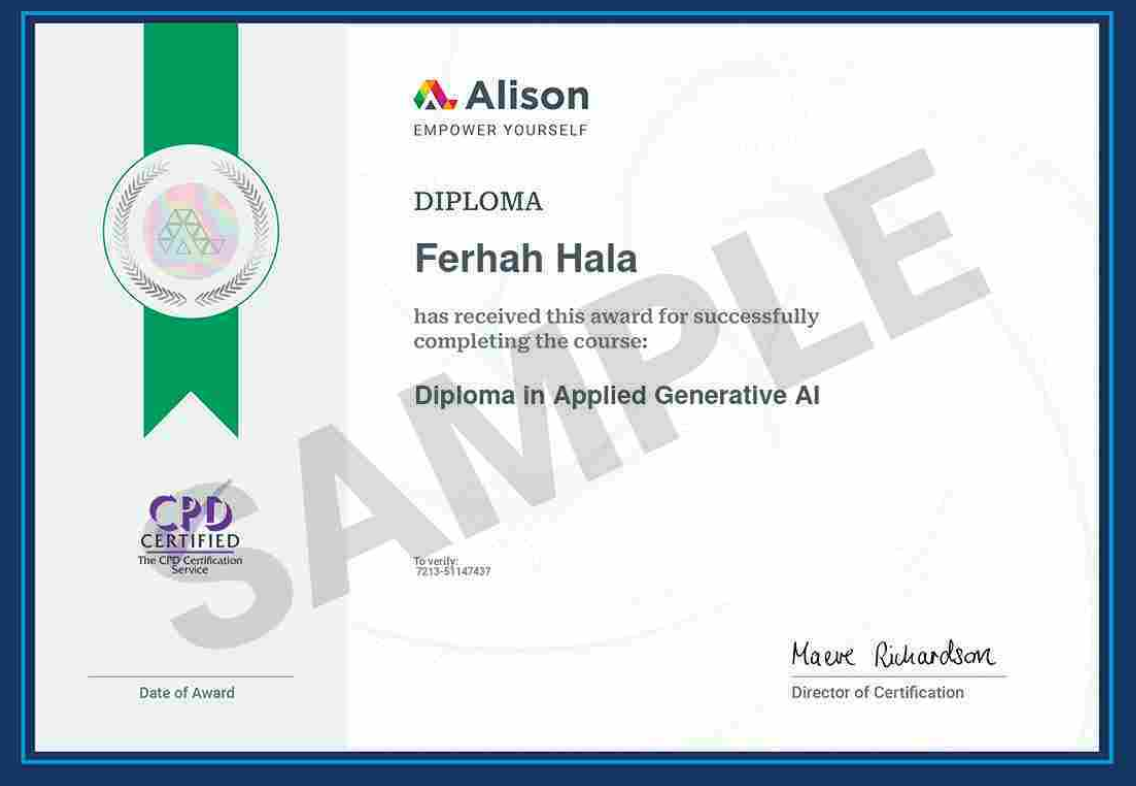 Alison
EMPOWER YOURSELF
DIPLOMA
Ferhah Hala
has received this award for successfully
completing the course:
Diploma in Applied Generative AI
SAMPLE
CPD
CERTIFIED
The CPD Certification
Service
To verify:
7213-51147437
Maeve Richardson
Date of Award
Director of Certification